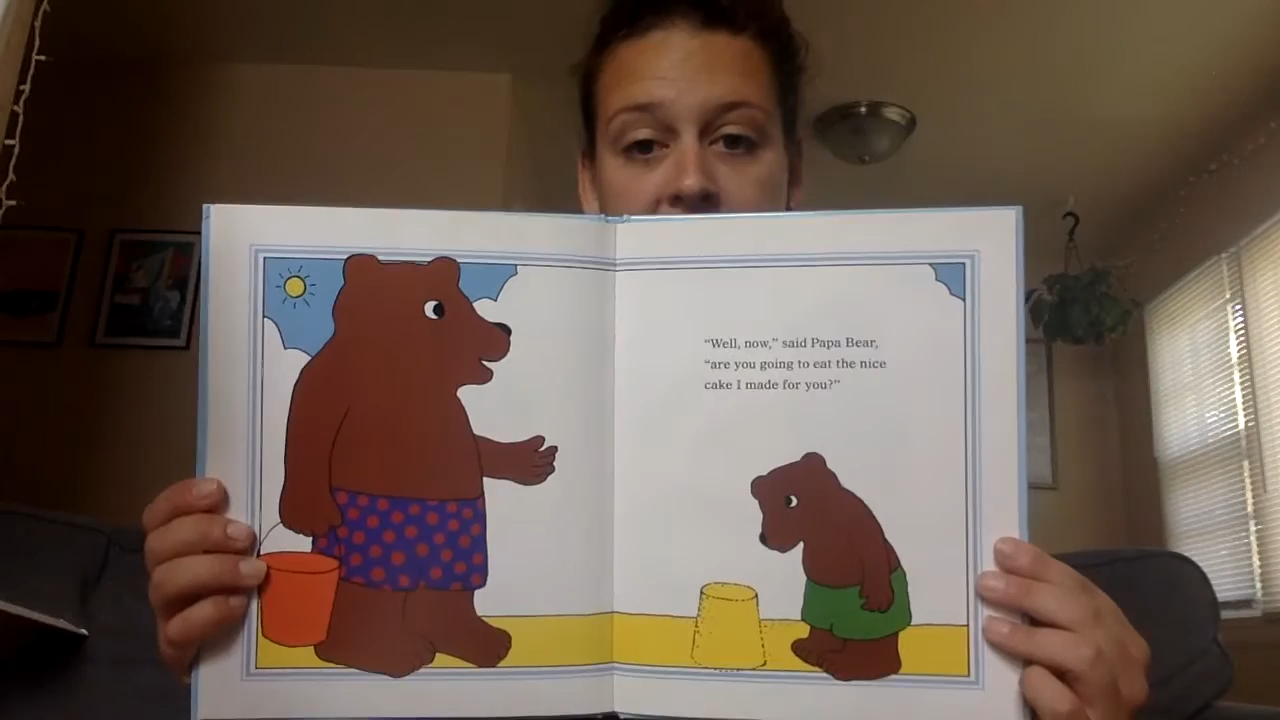 “Well, now,” said Papa Bear,
“are you going to eat the nice
cake I made for you?”